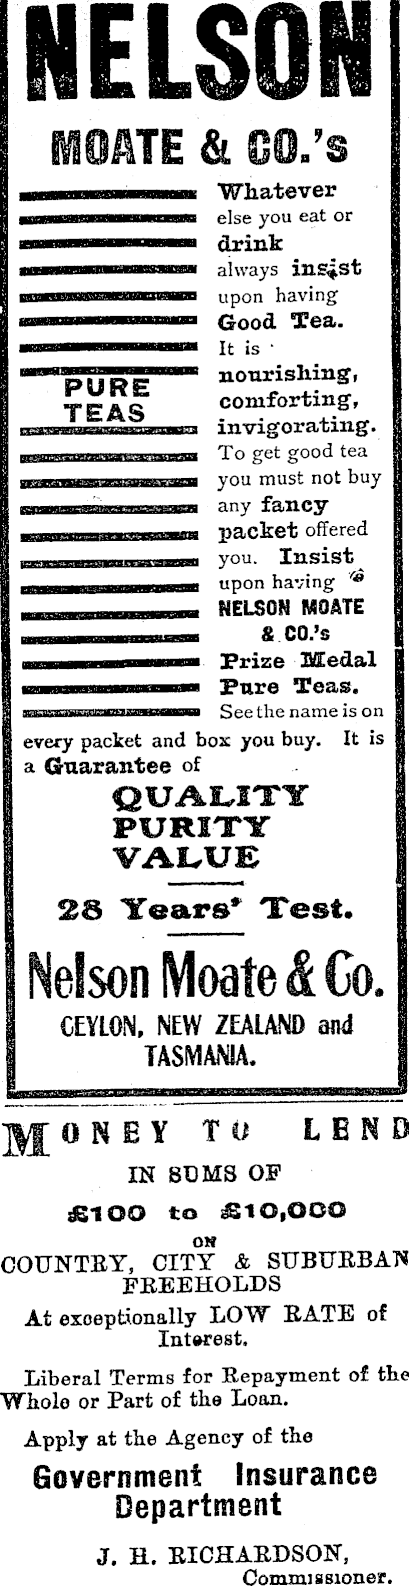 NELSON
MOATE & CO.'s
Whatever
else you eat or
drink
always insist
upon having
Good Tea.
It is
nourishing,
comforting,
invigorating.
PURE
TEAS
To get good tea
you must not buy
any fancy
packet offered
you. Insist
upon having
NELSON MOATE
& CO.'s
Prize Medal
Pure Teas.
See the name is on
every packet and box you buy. It is
a Guarantee of
QUALITY
PURITY
VALUE
28 Years' Test.
Nelson Moate & Co.
CEYLON, NEW ZEALAND and
TASMANIA.
MONEY TO LEND
IN SUMS OF
£100 to £10,000
ON
COUNTRY, CITY & SUBURBAN
FREEHOLDS
At exceptionally LOW RATE of
Interest.
Liberal Terms for Repayment of the
Whole or Part of the Loan.
Apply at the Agency of the
Government Insurance
Department
J. H. RICHARDSON,
Commissioner.